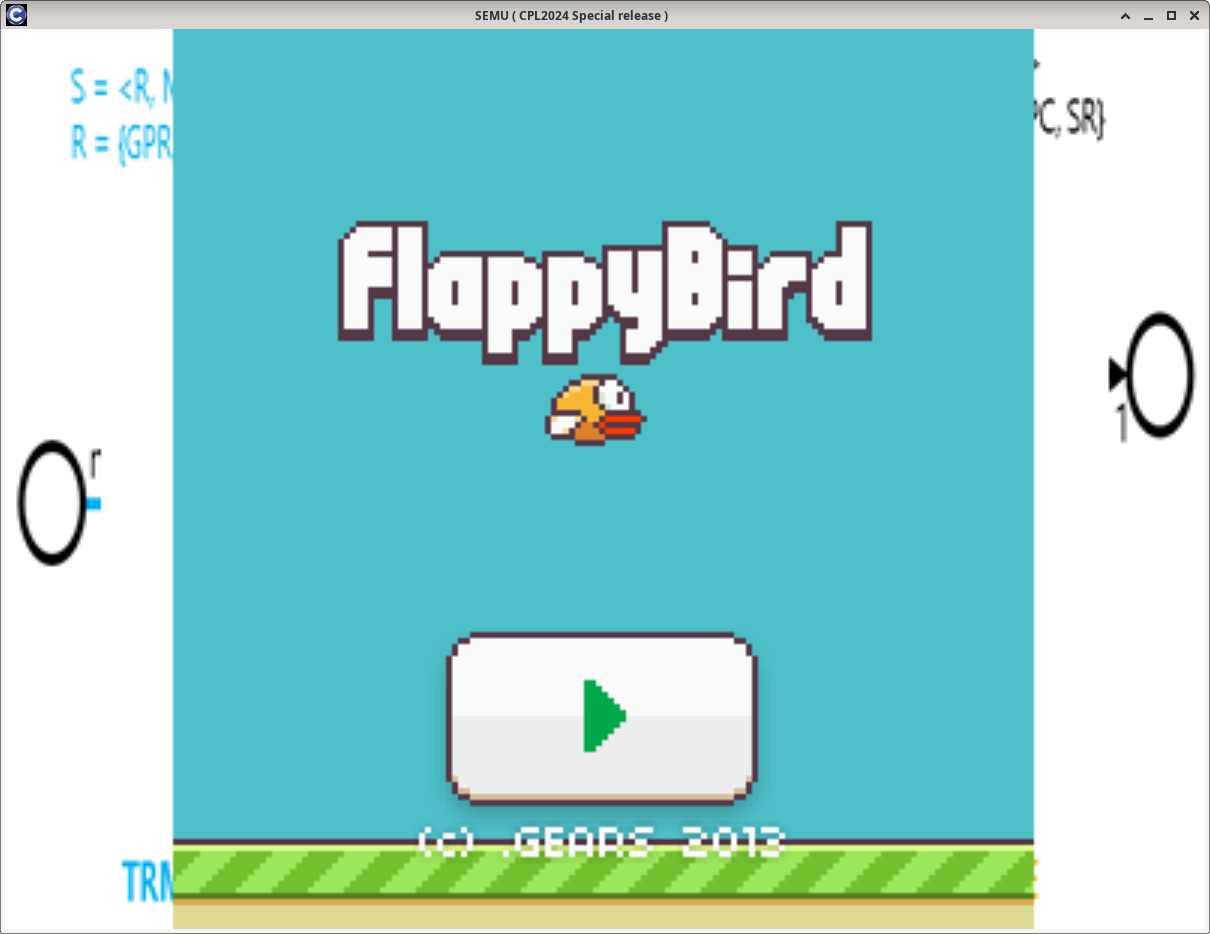 SEMU ( CPL2024 Special release )
S = <R, M
R = {GPR
PC, SR}
FlappyBird
r
1
(c) .GEARS 2013
TRM